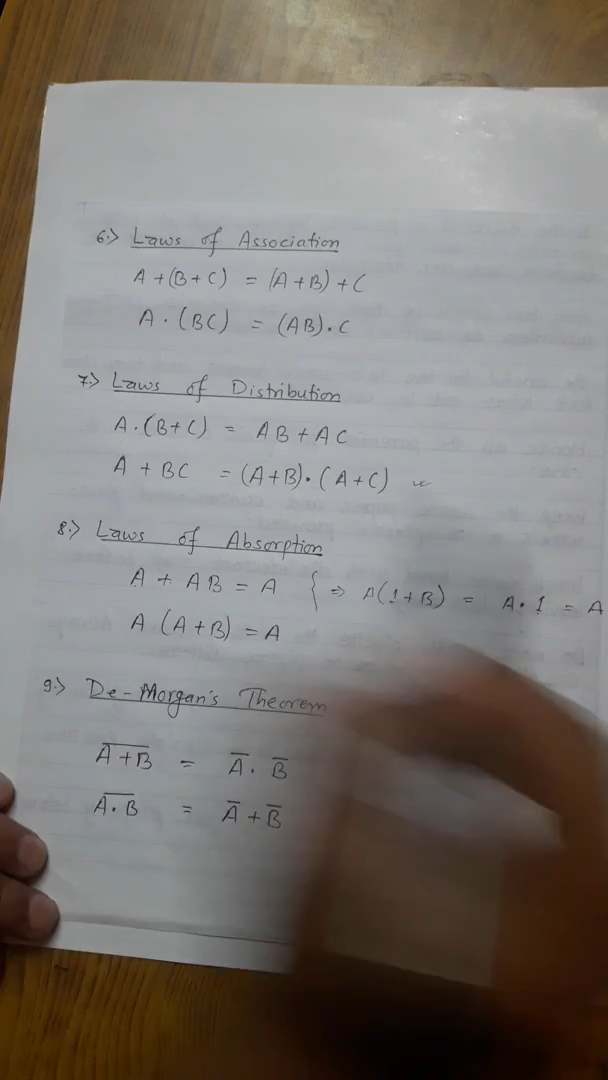 6:> Laws of Association
A + (B + C) = (A + B) + C
A · (BC) = (AB) · C
7:> Laws of Distribution
A · (B + C) = AB + AC
A + BC = (A + B) · (A + C)
8:> Laws of Absorption
A + AB = A { ⇒ A(1 + B) = A · 1 = A
A (A + B) = A
9:> De-Morgan's Theorem
A̅ ̅+̅ ̅B̅ = A̅ · B̅
A̅ ̅·̅ ̅B̅ = A̅ + B̅